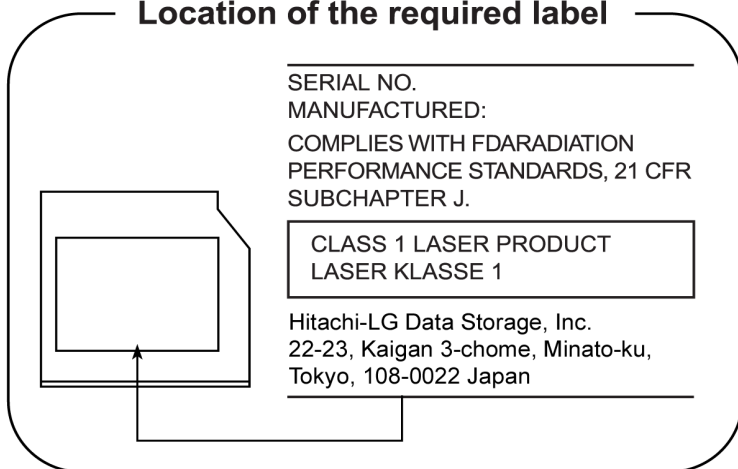 Location of the required label
SERIAL NO.
MANUFACTURED:
COMPLIES WITH FDARADIATION
PERFORMANCE STANDARDS, 21 CFR
SUBCHAPTER J.
CLASS 1 LASER PRODUCT
LASER KLASSE 1
Hitachi-LG Data Storage, Inc.
22-23, Kaigan 3-chome, Minato-ku,
Tokyo, 108-0022 Japan